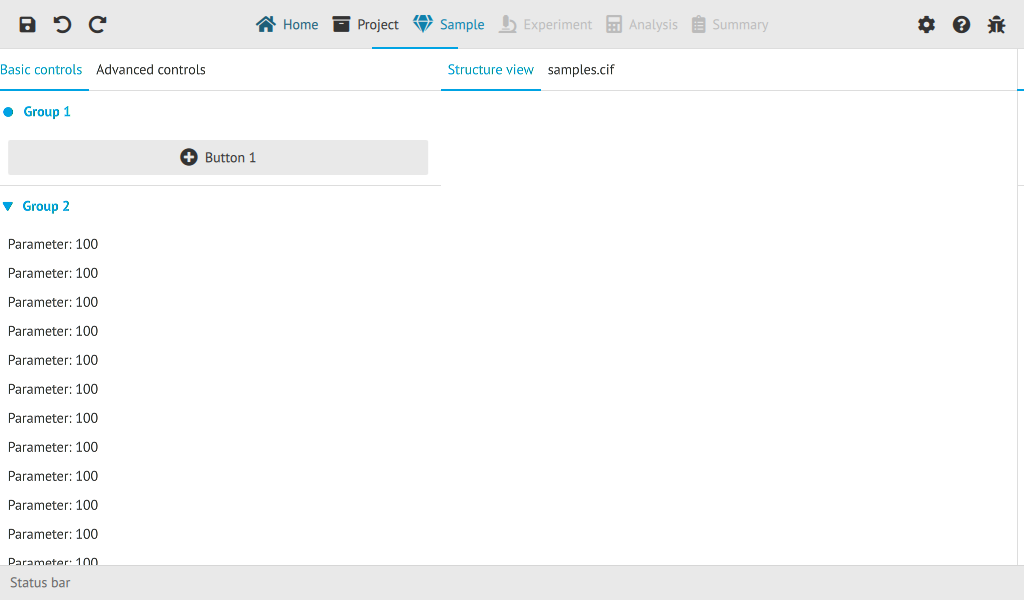 Home Project Sample Experiment Analysis Summary
Basic controls Advanced controls Structure view samples.cif
Group 1
Button 1
Group 2
Parameter: 100
Parameter: 100
Parameter: 100
Parameter: 100
Parameter: 100
Parameter: 100
Parameter: 100
Parameter: 100
Parameter: 100
Parameter: 100
Parameter: 100
Parameter: 100
Status bar